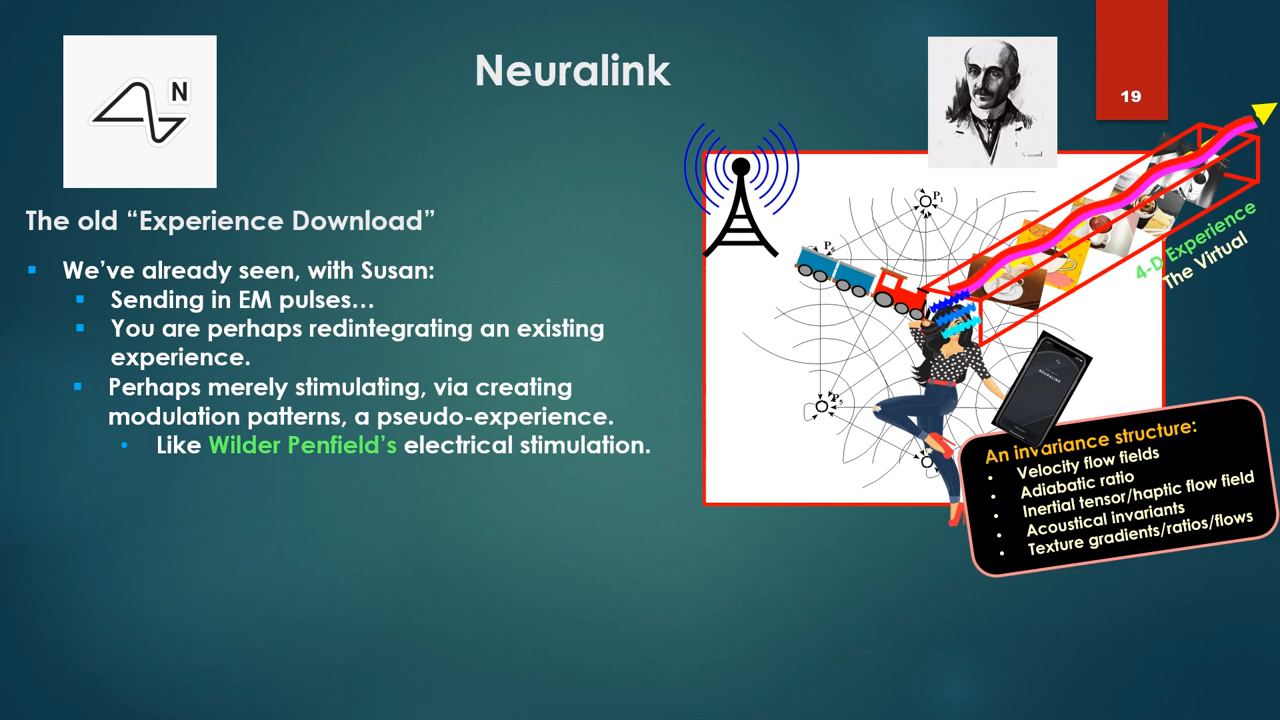 N
Neuralink
19
The old “Experience Download”
▪ We’ve already seen, with Susan:
▪ Sending in EM pulses…
▪ You are perhaps redintegrating an existing
experience.
▪ Perhaps merely stimulating, via creating
modulation patterns, a pseudo-experience.
• Like Wilder Penfield’s electrical stimulation.
P1
P6
P5
4-D Experience
The Virtual
NEURALINK
An invariance structure:
• Velocity flow fields
• Adiabatic ratio
• Inertial tensor/haptic flow field
• Acoustical invariants
• Texture gradients/ratios/flows